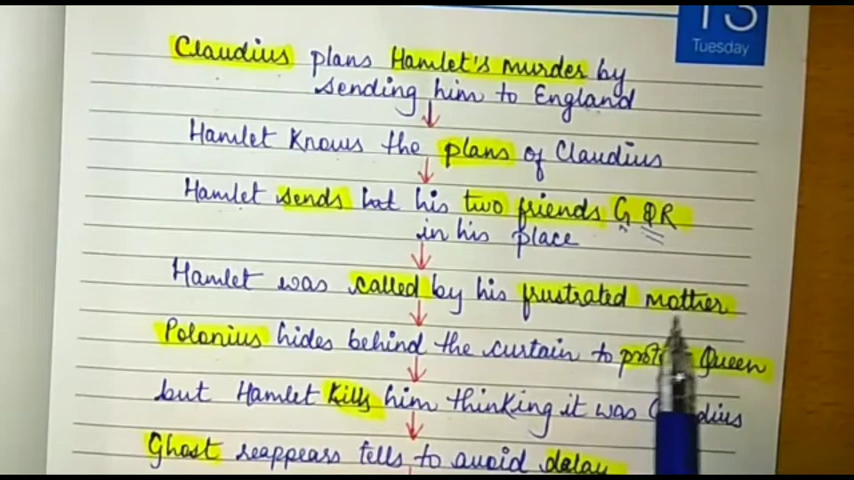 13
Tuesday
Claudius plans Hamlet's murder by
sending him to England
Hamlet knows the plans of Claudius
Hamlet sends his two friends G & R
in his place
Hamlet was called by his frustrated mother
Polonius hides behind the curtain to Queen
but Hamlet Kills him thinking it was
Ghost reappears tells to avoid delay